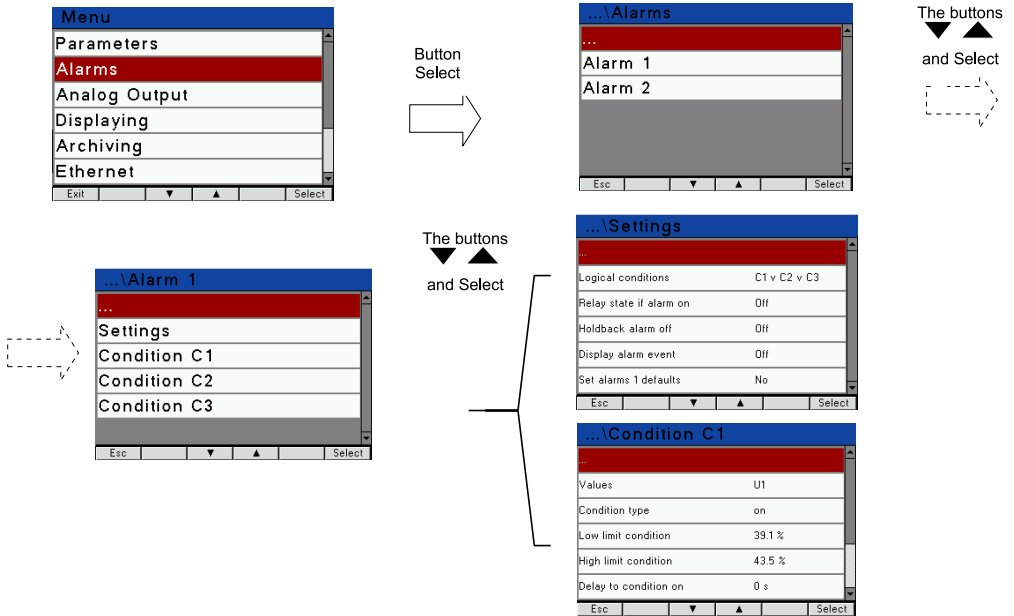 Menu
Parameters
Alarms
Analog Output
Displaying
Archiving
Ethernet
Exit ▼ ▲ Select
Button
Select
...\Alarms
...
Alarm 1
Alarm 2
Esc ▼ ▲ Select
The buttons
▼ ▲
and Select
...\Alarm 1
...
Settings
Condition C1
Condition C2
Condition C3
Esc ▼ ▲ Select
The buttons
▼ ▲
and Select
...\Settings
...
Logical conditions C1 v C2 v C3
Relay state if alarm on Off
Holdback alarm off Off
Display alarm event Off
Set alarms 1 defaults No
Esc ▼ ▲ Select
...\Condition C1
...
Values U1
Condition type on
Low limit condition 39.1 %
High limit condition 43.5 %
Delay to condition on 0 s
Esc ▼ ▲ Select